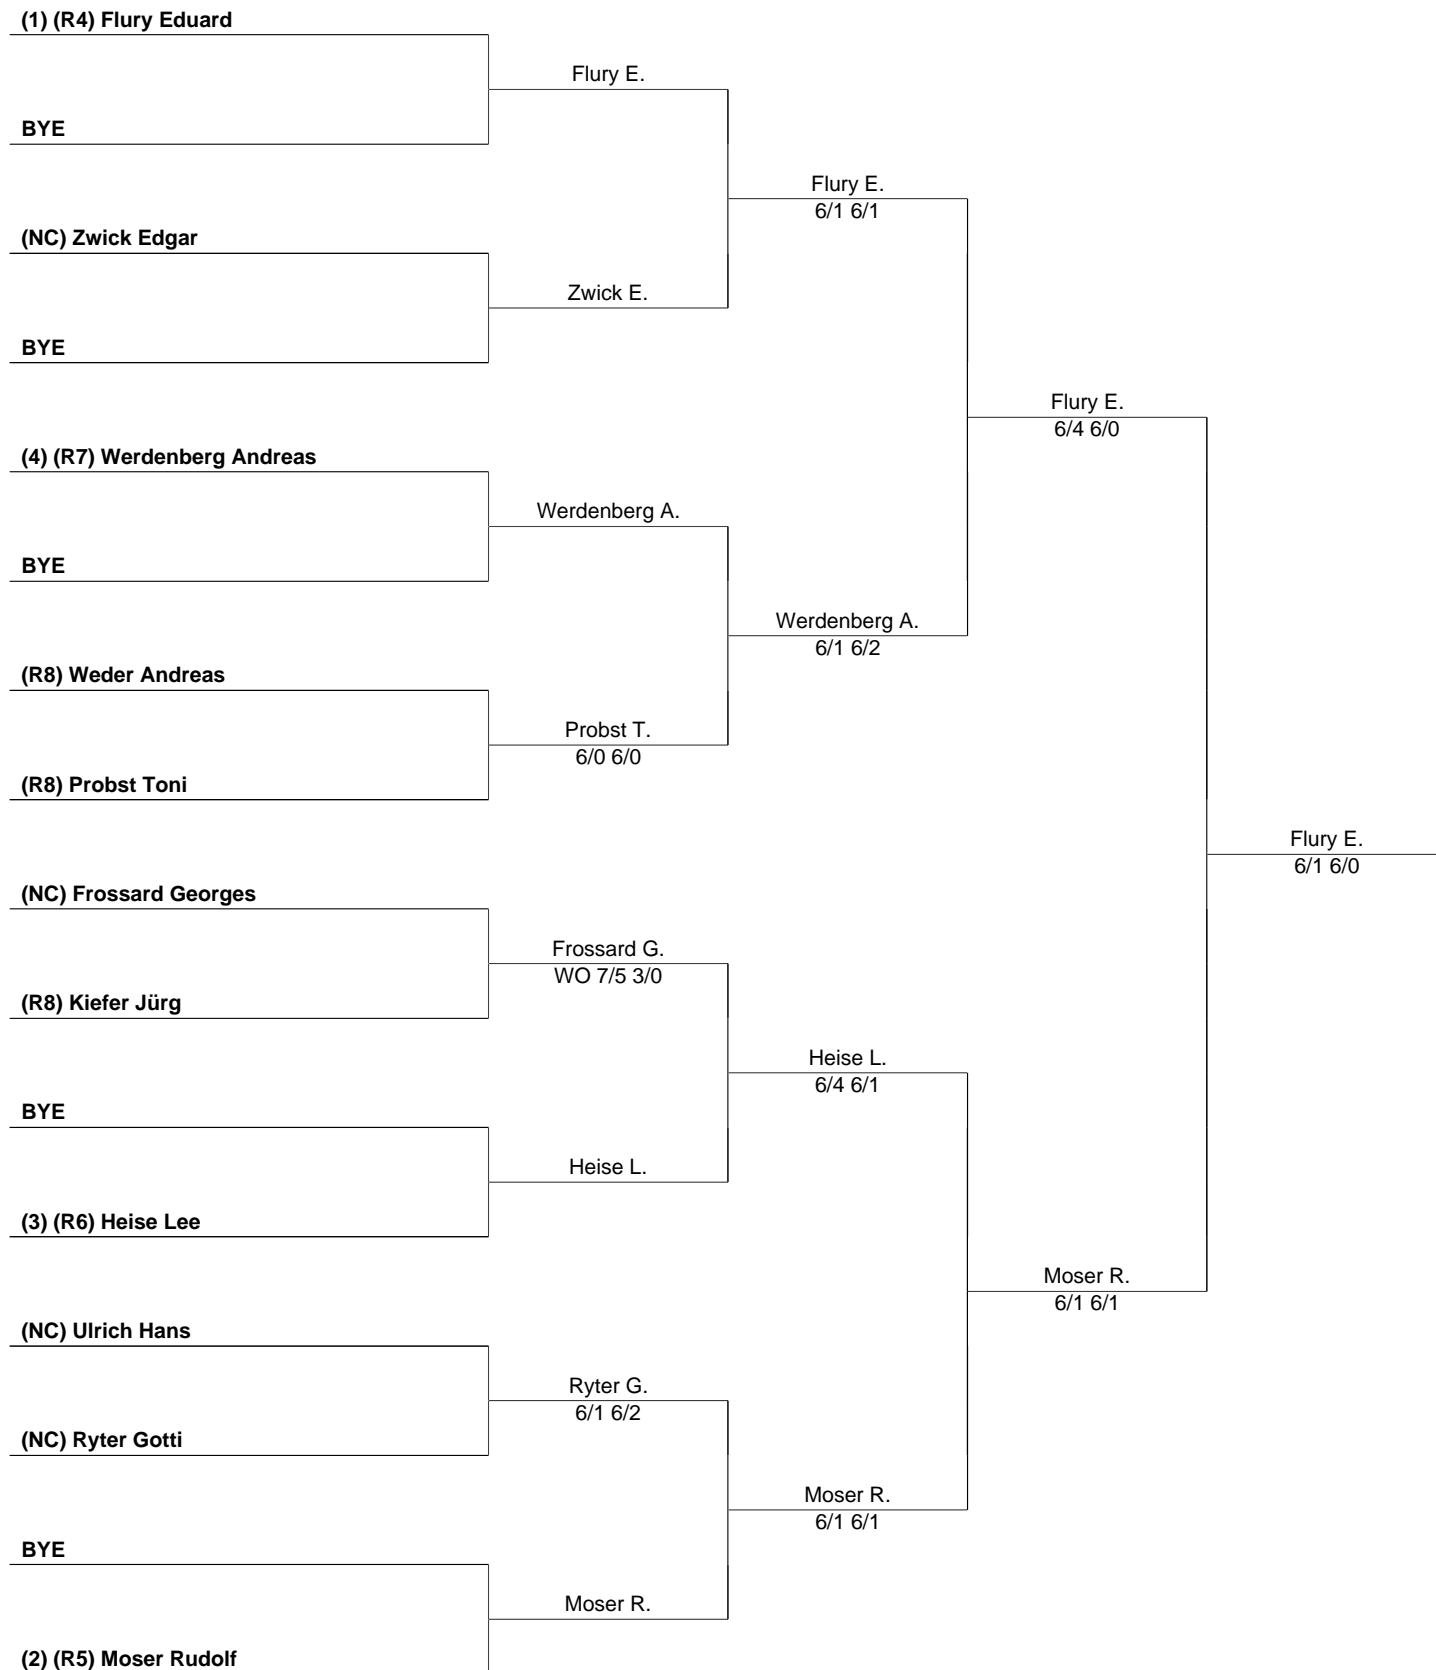 (1) (R4) Flury Eduard
Flury E.
BYE
Flury E.
6/1 6/1
(NC) Zwick Edgar
Zwick E.
BYE
Flury E.
6/4 6/0
(4) (R7) Werdenberg Andreas
Werdenberg A.
BYE
Werdenberg A.
6/1 6/2
(R8) Weder Andreas
Probst T.
6/0 6/0
(R8) Probst Toni
Flury E.
6/1 6/0
(NC) Frossard Georges
Frossard G.
WO 7/5 3/0
(R8) Kiefer Jürg
Heise L.
6/4 6/1
BYE
Heise L.
(3) (R6) Heise Lee
Moser R.
6/1 6/1
(NC) Ulrich Hans
Ryter G.
6/1 6/2
(NC) Ryter Gotti
Moser R.
6/1 6/1
BYE
Moser R.
(2) (R5) Moser Rudolf